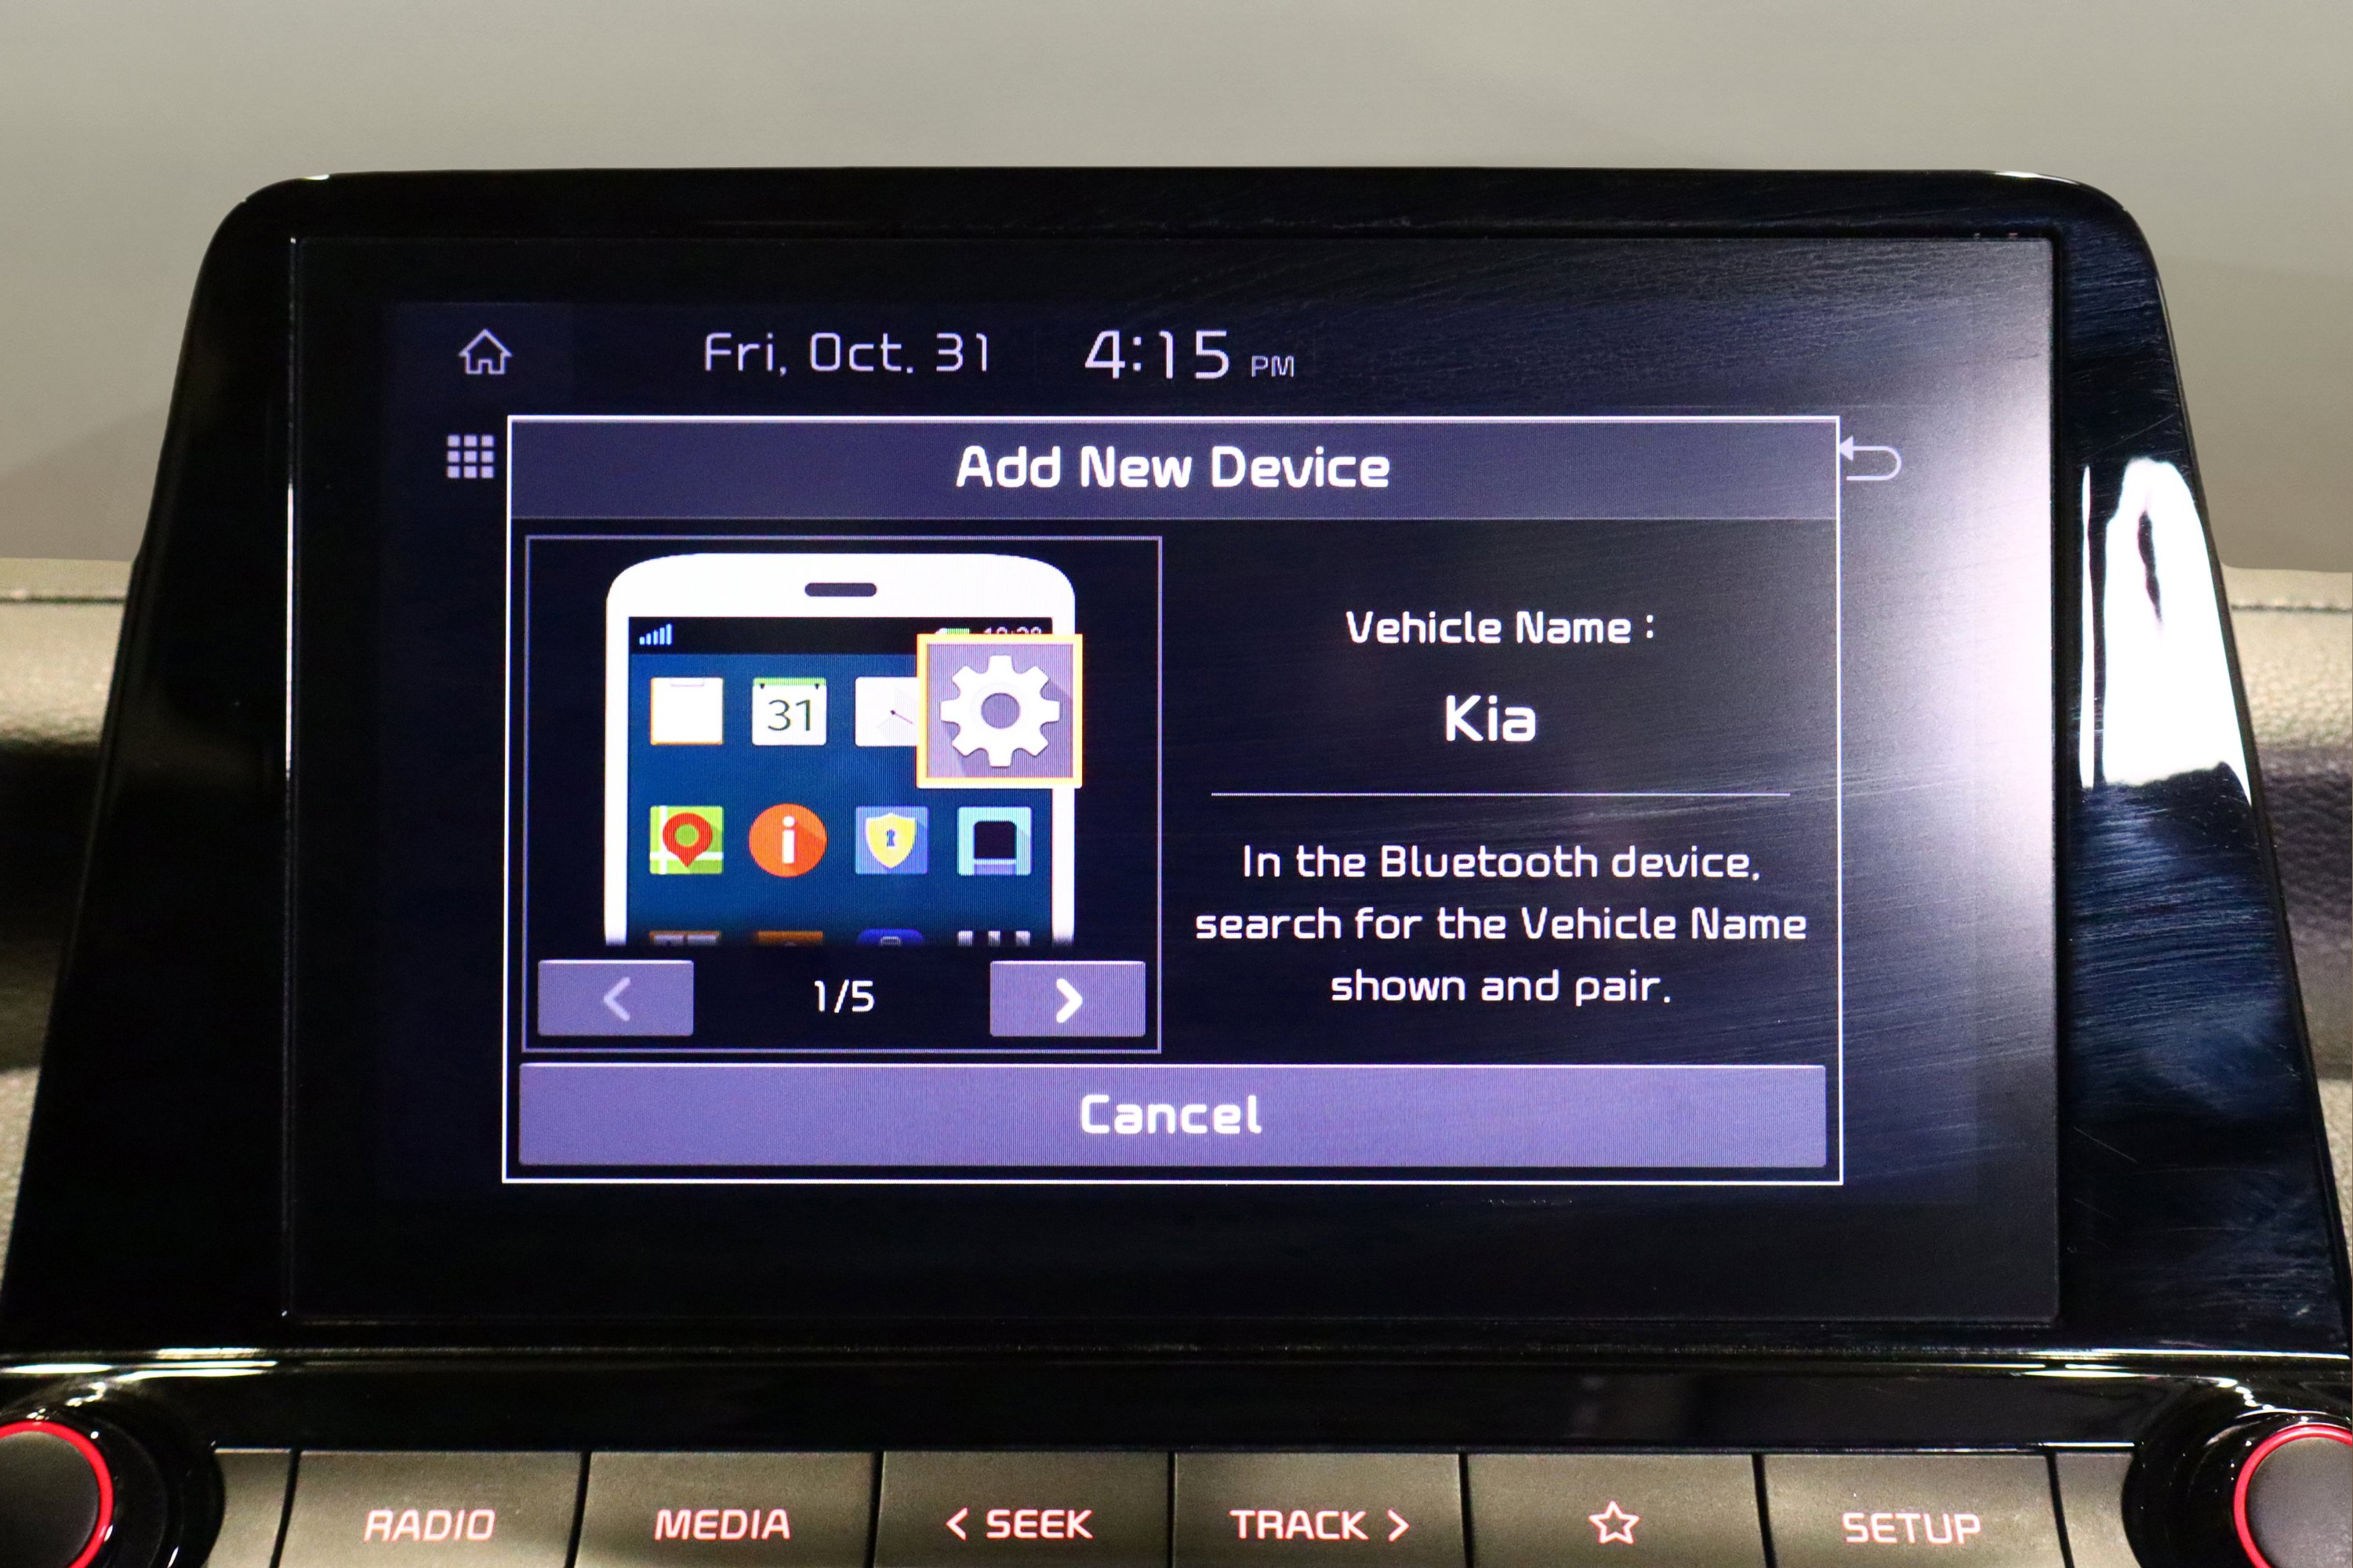 Fri, Oct. 31 4:15 PM
Add New Device
31
Vehicle Name :
Kia
In the Bluetooth device,
search for the Vehicle Name
shown and pair.
1/5
Cancel
RADIO MEDIA < SEEK TRACK > SETUP